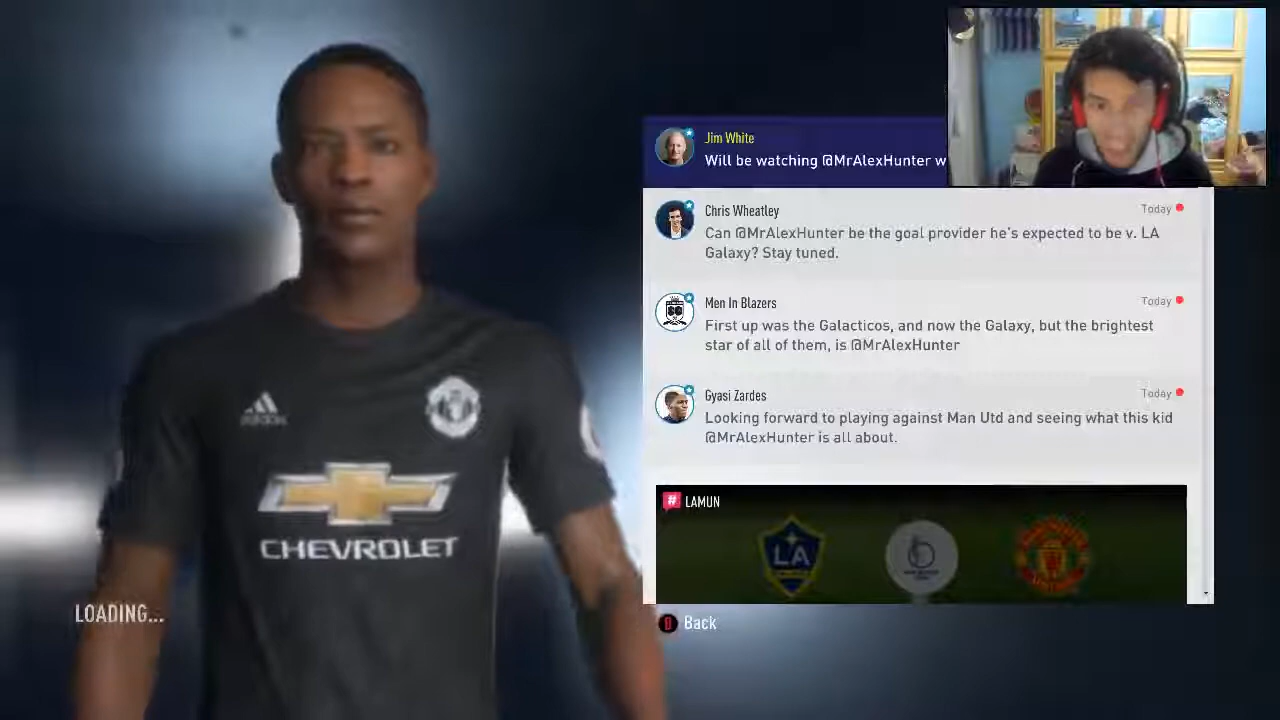 Jim White
Will be watching @MrAlexHunter w
Chris Wheatley
Today
Can @MrAlexHunter be the goal provider he's expected to be v. LA
Galaxy? Stay tuned.
Men In Blazers
Today
First up was the Galacticos, and now the Galaxy, but the brightest
star of all of them, is @MrAlexHunter
Gyasi Zardes
Today
Looking forward to playing against Man Utd and seeing what this kid
@MrAlexHunter is all about.
# LAMUN
LA
adidas
CHEVROLET
LOADING...
B Back